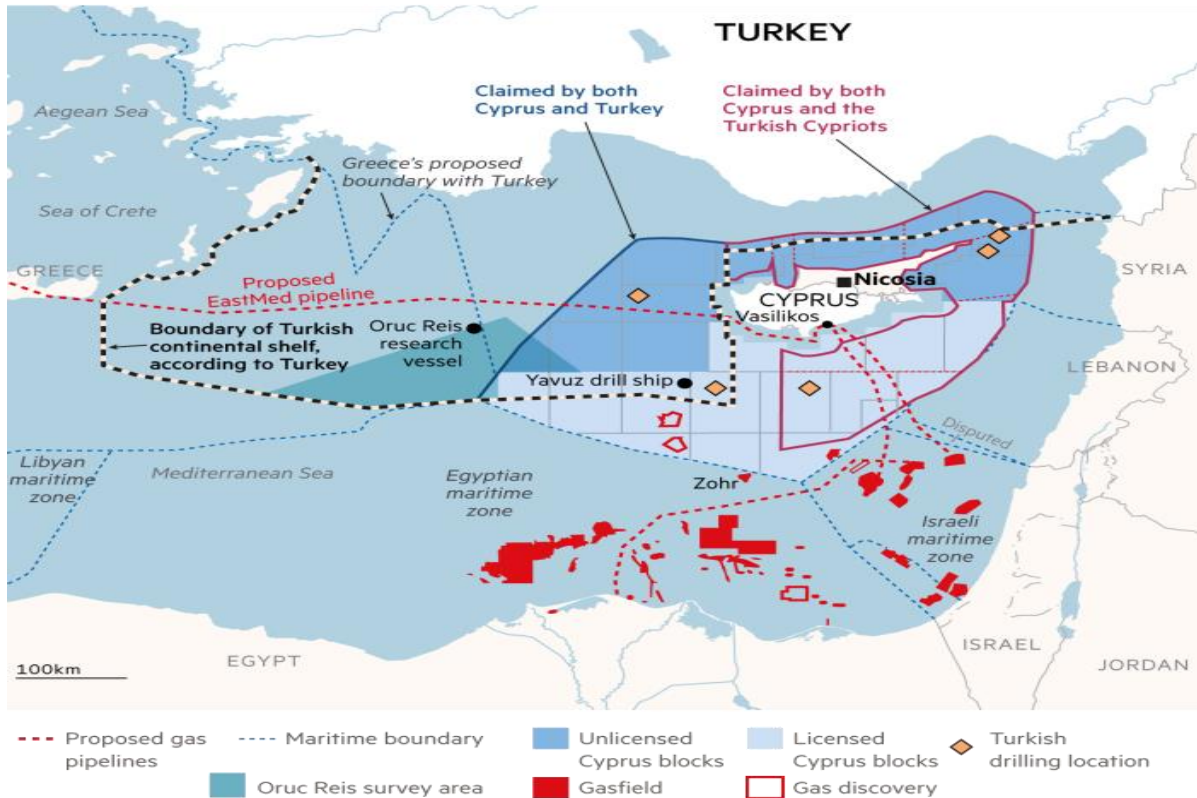 TURKEY
Claimed by both
Cyprus and Turkey
Claimed by both
Cyprus and the
Turkish Cypriots
Aegean Sea
Greece's proposed
boundary with Turkey
Sea of Crete
GREECE
Proposed
EastMed pipeline
Nicosia
CYPRUS
Vasilikos
SYRIA
Boundary of Turkish
continental shelf,
according to Turkey
Oruc Reis
research
vessel
Yavuz drill ship
LEBANON
Disputed
Libyan
maritime
zone
Mediterranean Sea
Egyptian
maritime
zone
Zohr
Israeli
maritime
zone
EGYPT
ISRAEL
JORDAN
100km
Proposed gas
pipelines
Maritime boundary
Unlicensed
Cyprus blocks
Licensed
Cyprus blocks
Turkish
drilling location
Oruc Reis survey area
Gasfield
Gas discovery